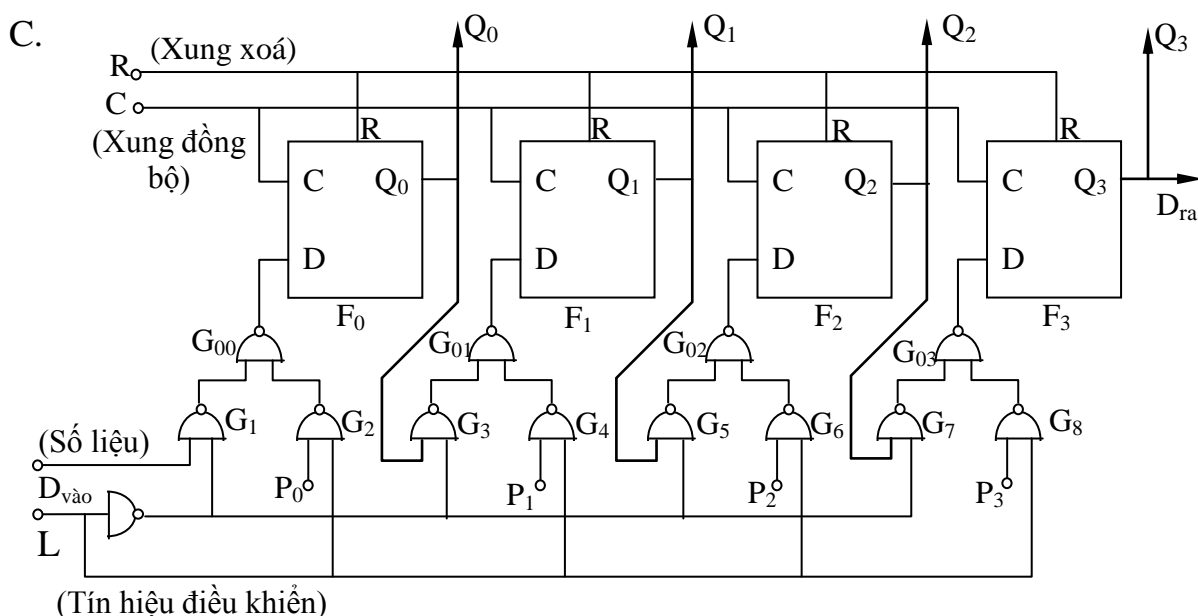 C.
Q0 Q1 Q2 Q3
R (Xung xoá)
C
(Xung đồng bộ)
R R R R
C Q0 C Q1 C Q2 C Q3
Dra
D D D D
F0 F1 F2 F3
G00 G01 G02 G03
G1 G2 G3 G4 G5 G6 G7 G8
(Số liệu)
Dvào P0 P1 P2 P3
L
(Tín hiệu điều khiển)